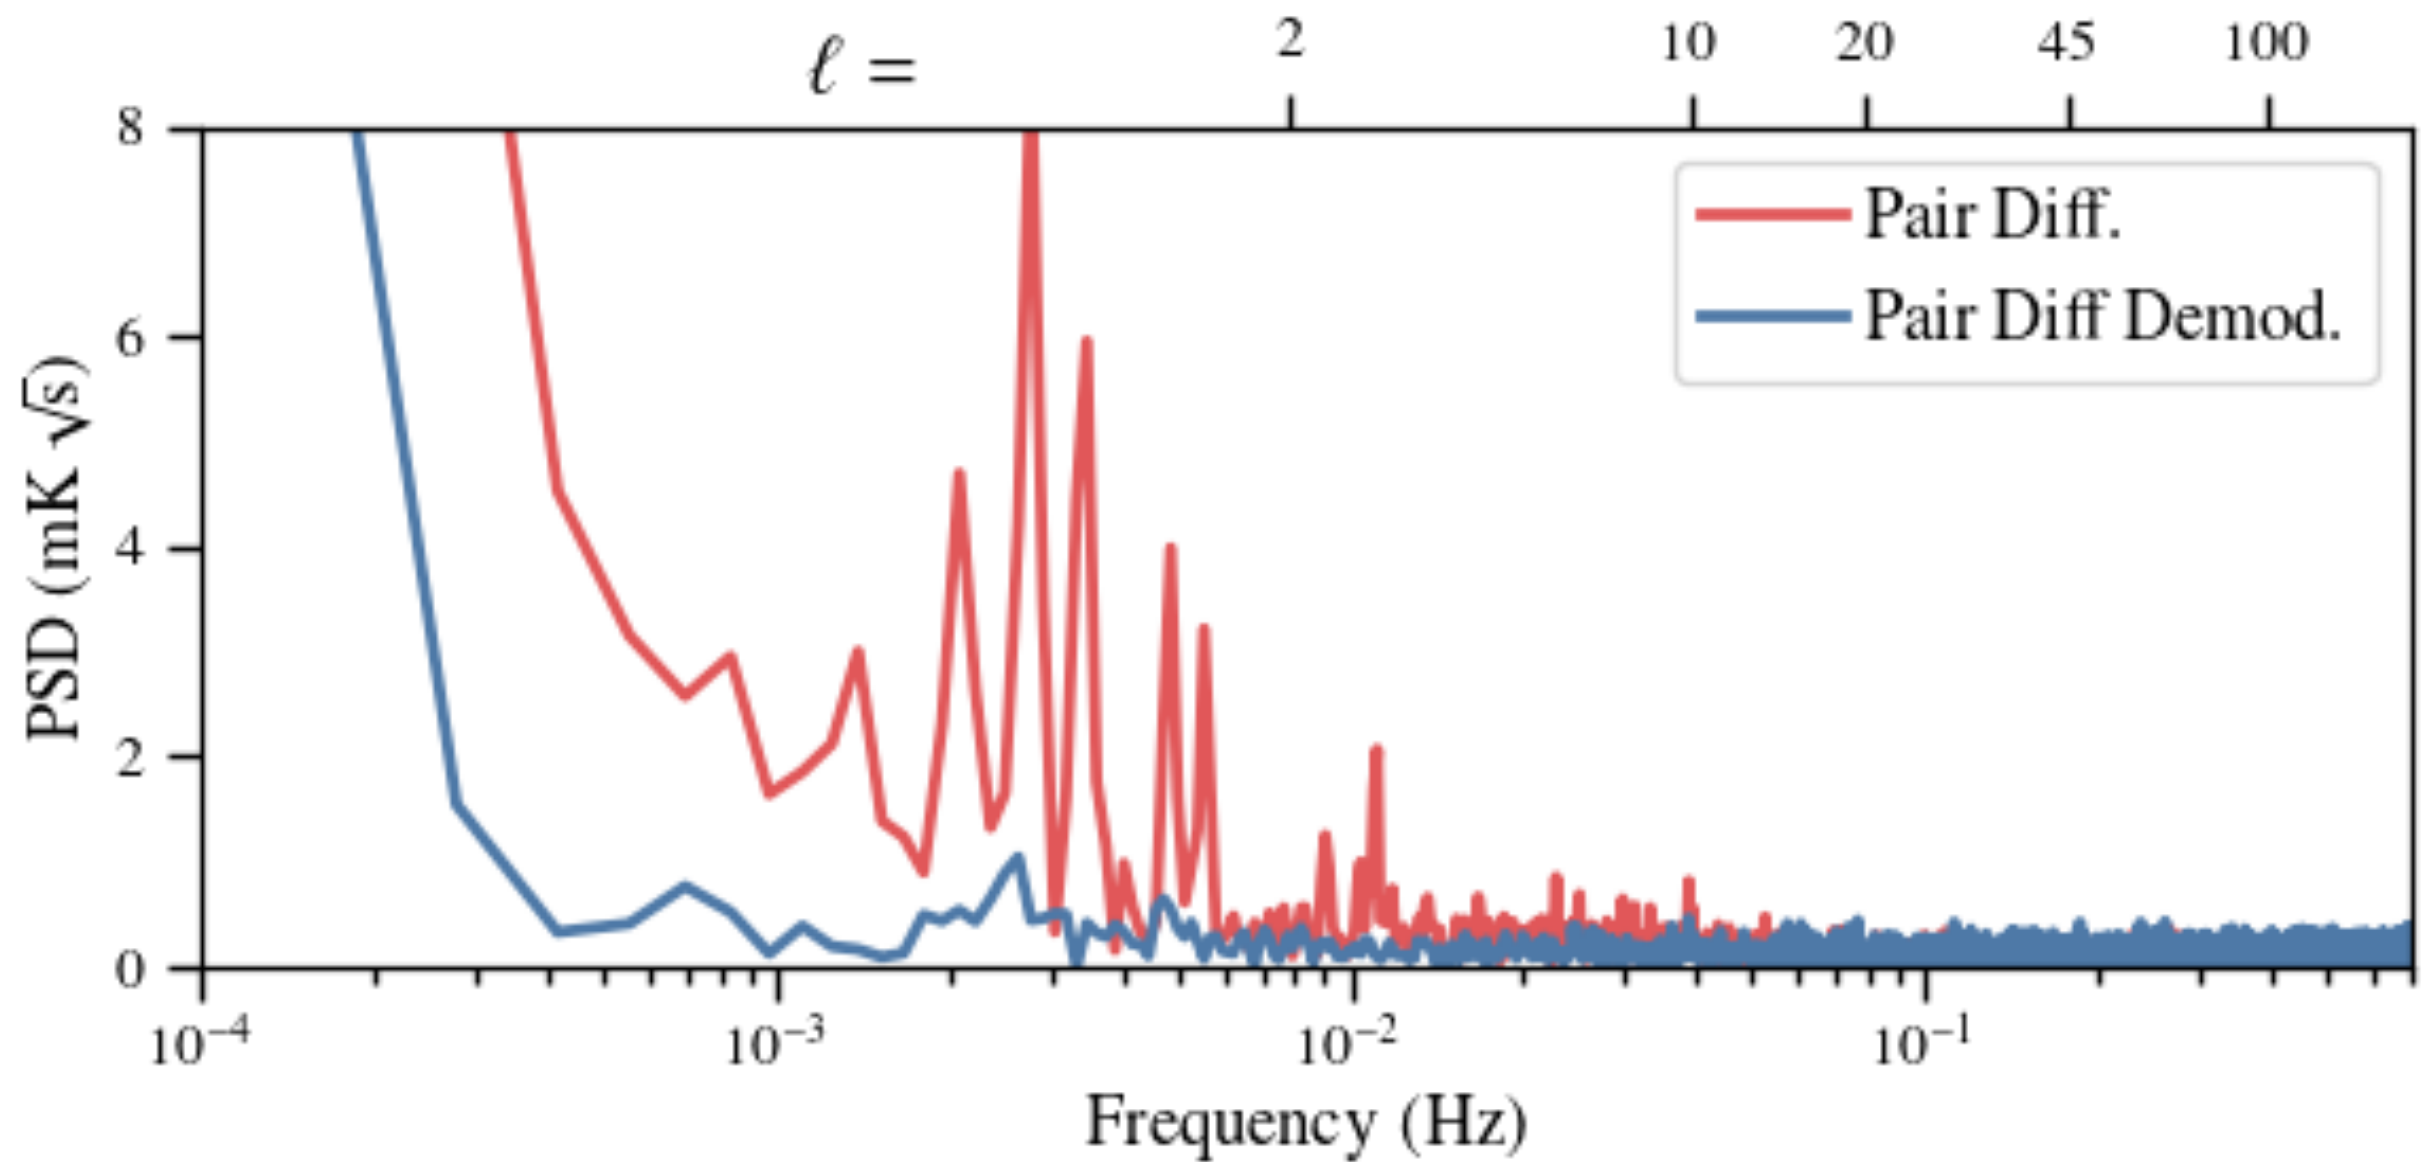 ℓ =
2 10 20 45 100
8
6
4
2
0
PSD (mK √s)
Pair Diff.
Pair Diff Demod.
10⁻⁴ 10⁻³ 10⁻² 10⁻¹
Frequency (Hz)